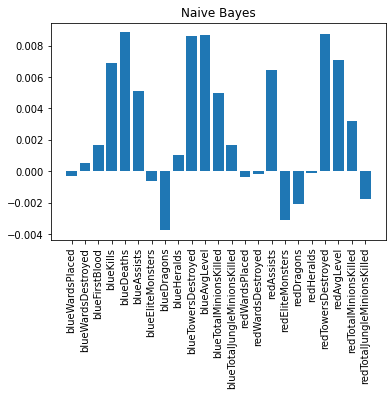 Naive Bayes
0.008
0.006
0.004
0.002
0.000
−0.002
−0.004
blueWardsPlaced
blueWardsDestroyed
blueFirstBlood
blueKills
blueDeaths
blueAssists
blueEliteMonsters
blueDragons
blueHeralds
blueTowersDestroyed
blueAvgLevel
blueTotalMinionsKilled
blueTotalJungleMinionsKilled
redWardsPlaced
redWardsDestroyed
redAssists
redEliteMonsters
redDragons
redHeralds
redTowersDestroyed
redAvgLevel
redTotalMinionsKilled
redTotalJungleMinionsKilled